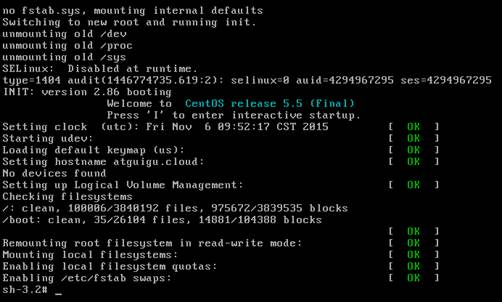 no fstab.sys, mounting internal defaults
Switching to new root and running init.
unmounting old /dev
unmounting old /proc
unmounting old /sys
SELinux:  Disabled at runtime.
type=1404 audit(1446774735.619:2): selinux=0 auid=4294967295 ses=4294967295
INIT: version 2.86 booting
Welcome to  CentOS release 5.5 (Final)
Press 'I' to enter interactive startup.
Setting clock  (utc): Fri Nov  6 09:52:17 CST 2015 [  OK  ]
Starting udev: [  OK  ]
Loading default keymap (us): [  OK  ]
Setting hostname atguigu.cloud: [  OK  ]
No devices found
Setting up Logical Volume Management: [  OK  ]
Checking filesystems
/: clean, 100006/3840192 files, 975672/3839535 blocks
/boot: clean, 35/26104 files, 14881/104388 blocks
[  OK  ]
Remounting root filesystem in read-write mode: [  OK  ]
Mounting local filesystems: [  OK  ]
Enabling local filesystem quotas: [  OK  ]
Enabling /etc/fstab swaps: [  OK  ]
sh-3.2# _